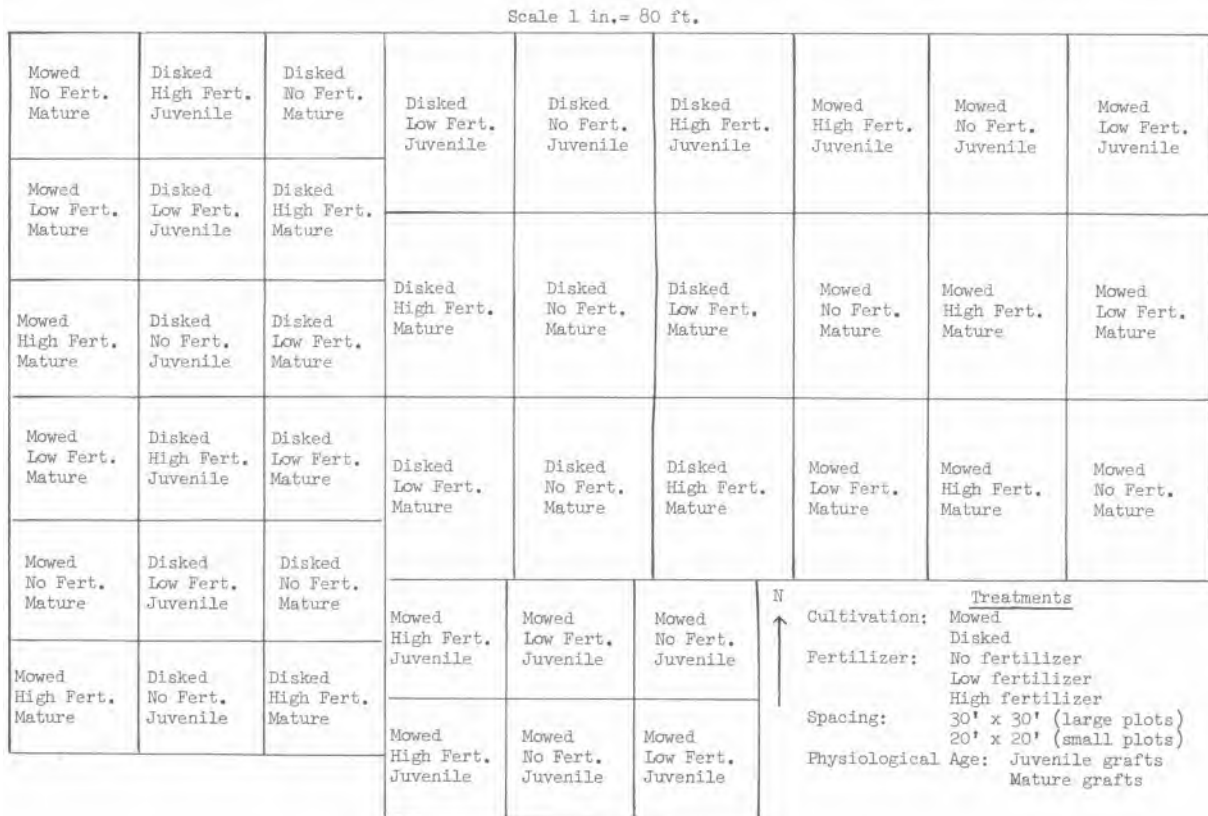 Scale 1 in.= 80 ft.
Mowed
No Fert.
Mature
Disked
High Fert.
Juvenile
Disked
No Fert.
Mature
Disked
Low Fert.
Juvenile
Disked
No Fert.
Juvenile
Disked
High Fert.
Juvenile
Mowed
High Fert.
Juvenile
Mowed
No Fert.
Juvenile
Mowed
Low Fert.
Juvenile
Mowed
Low Fert.
Mature
Disked
Low Fert.
Juvenile
Disked
High Fert.
Mature
Disked
High Fert.
Mature
Disked
No Fert.
Mature
Disked
Low Fert.
Mature
Mowed
No Fert.
Mature
Mowed
High Fert.
Mature
Mowed
Low Fert.
Mature
Mowed
High Fert.
Mature
Disked
No Fert.
Juvenile
Disked
Low Fert.
Mature
Mowed
Low Fert.
Mature
Disked
High Fert.
Juvenile
Disked
Low Fert.
Mature
Disked
Low Fert.
Mature
Disked
No Fert.
Mature
Disked
High Fert.
Mature
Mowed
Low Fert.
Mature
Mowed
High Fert.
Mature
Mowed
No Fert.
Mature
Mowed
No Fert.
Mature
Disked
Low Fert.
Juvenile
Disked
No Fert.
Mature
Mowed
High Fert.
Juvenile
Mowed
Low Fert.
Juvenile
Mowed
No Fert.
Juvenile
Mowed
High Fert.
Mature
Disked
No Fert.
Juvenile
Disked
High Fert.
Mature
Mowed
High Fert.
Juvenile
Mowed
No Fert.
Juvenile
Mowed
Low Fert.
Juvenile
N
Treatments
Cultivation: Mowed
Disked
Fertilizer: No fertilizer
Low fertilizer
High fertilizer
Spacing: 30' x 30' (large plots)
20' x 20' (small plots)
Physiological Age: Juvenile grafts
Mature grafts